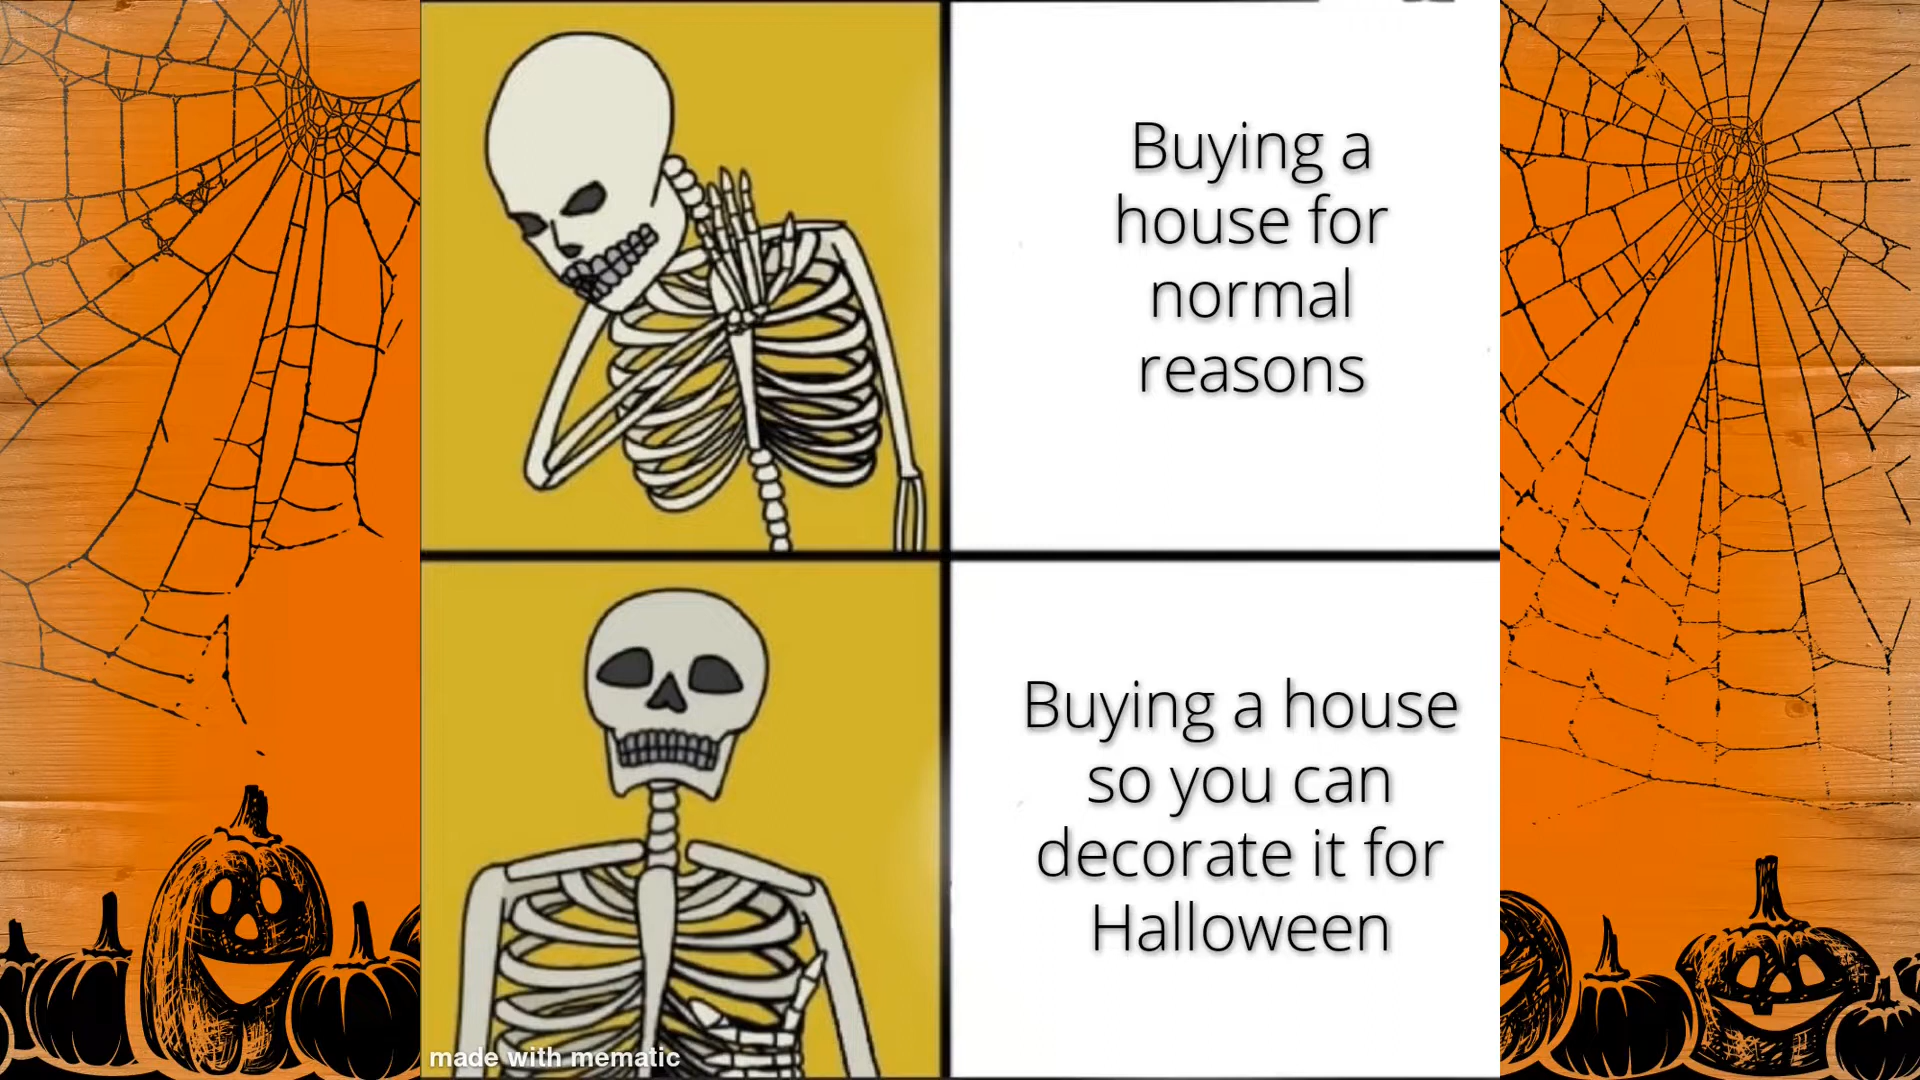 Buying a
house for
normal
reasons
Buying a house
so you can
decorate it for
Halloween
made with mematic